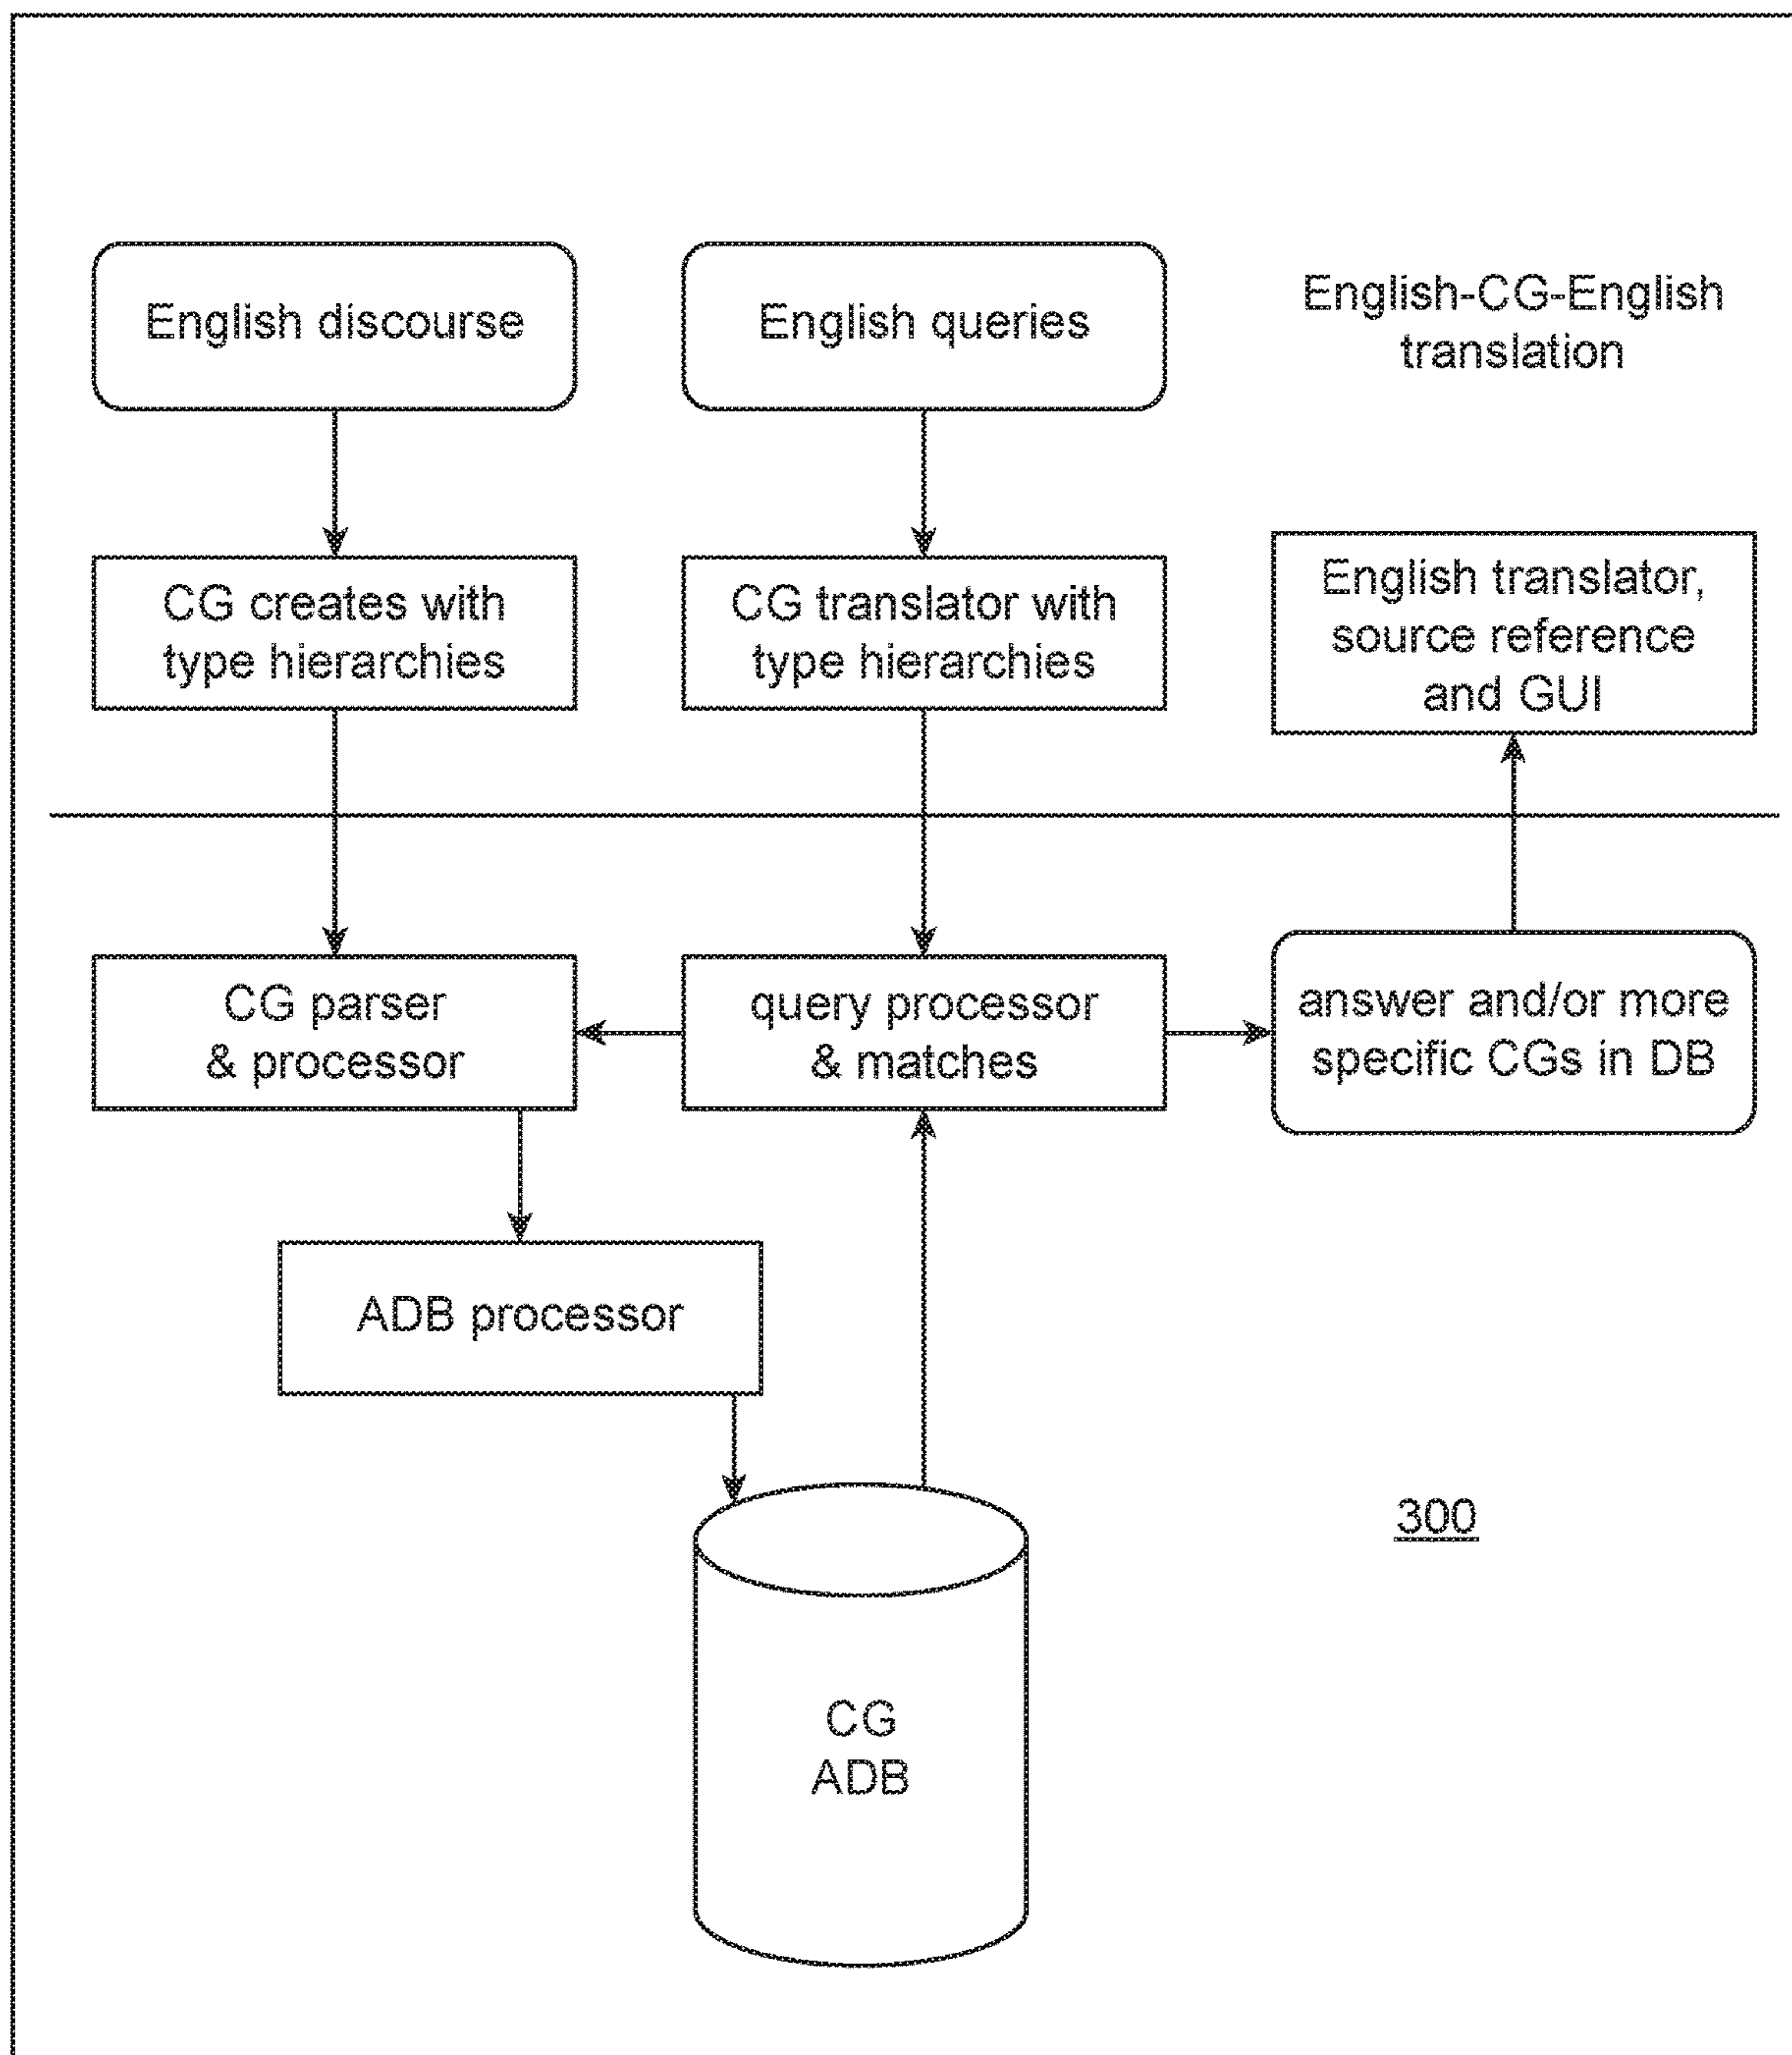 English discourse
English queries
English-CG-English
translation
CG creates with
type hierarchies
CG translator with
type hierarchies
English translator,
source reference
and GUI
CG parser
& processor
query processor
& matches
answer and/or more
specific CGs in DB
ADB processor
CG
ADB
300